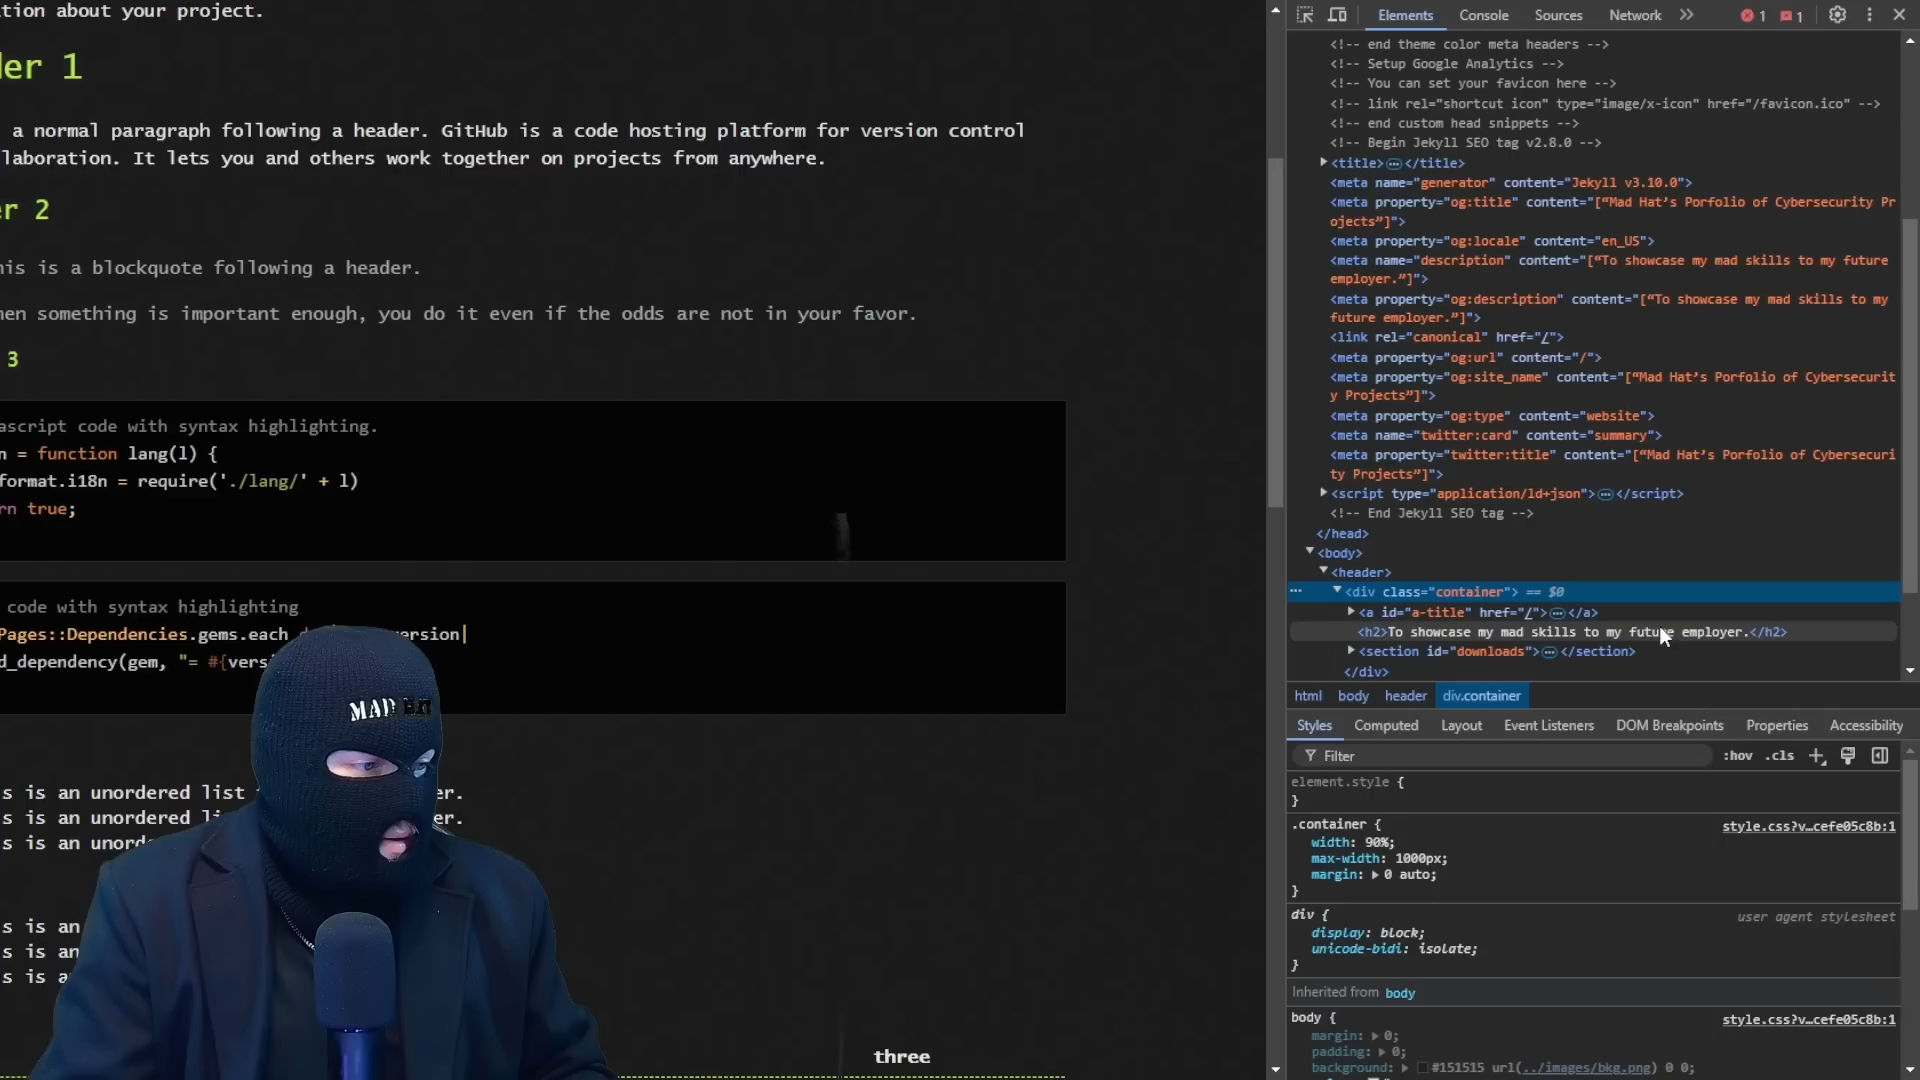 tion about your project.
der 1
a normal paragraph following a header. GitHub is a code hosting platform for version control
laboration. It lets you and others work together on projects from anywhere.
er 2
his is a blockquote following a header.
hen something is important enough, you do it even if the odds are not in your favor.
3
ascript code with syntax highlighting.
n = function lang(l) {
format.i18n = require('./lang/' + l)
rn true;
code with syntax highlighting
Pages::Dependencies.gems.each d ersion|
d_dependency(gem, "= #{versi
MAD HAT
s is an unordered list er.
s is an unordered li er.
s is an unord
s is an
s is an
s is a
three
Elements Console Sources Network 1 1
<!-- end theme color meta headers -->
<!-- Setup Google Analytics -->
<!-- You can set your favicon here -->
<!-- link rel="shortcut icon" type="image/x-icon" href="/favicon.ico" -->
<!-- end custom head snippets -->
<!-- Begin Jekyll SEO tag v2.8.0 -->
<title>…</title>
<meta name="generator" content="Jekyll v3.10.0">
<meta property="og:title" content="[“Mad Hat’s Porfolio of Cybersecurity Pr
ojects”]">
<meta property="og:locale" content="en_US">
<meta name="description" content="[“To showcase my mad skills to my future
employer.”]">
<meta property="og:description" content="[“To showcase my mad skills to my
future employer.”]">
<link rel="canonical" href="/">
<meta property="og:url" content="/">
<meta property="og:site_name" content="[“Mad Hat’s Porfolio of Cybersecurit
y Projects”]">
<meta property="og:type" content="website">
<meta name="twitter:card" content="summary">
<meta property="twitter:title" content="[“Mad Hat’s Porfolio of Cybersecuri
ty Projects”]">
<script type="application/ld+json">…</script>
<!-- End Jekyll SEO tag -->
</head>
<body>
<header>
… <div class="container"> == $0
<a id="a-title" href="/">…</a>
<h2>To showcase my mad skills to my future employer.</h2>
<section id="downloads">…</section>
</div>
html body header div.container
Styles Computed Layout Event Listeners DOM Breakpoints Properties Accessibility
Filter :hov .cls
element.style {
}
.container { style.css?v…cefe05c8b:1
width: 90%;
max-width: 1000px;
margin: 0 auto;
}
div { user agent stylesheet
display: block;
unicode-bidi: isolate;
}
Inherited from body
body { style.css?v…cefe05c8b:1
margin: 0;
padding: 0;
background: #151515 url(../images/bkg.png) 0 0;